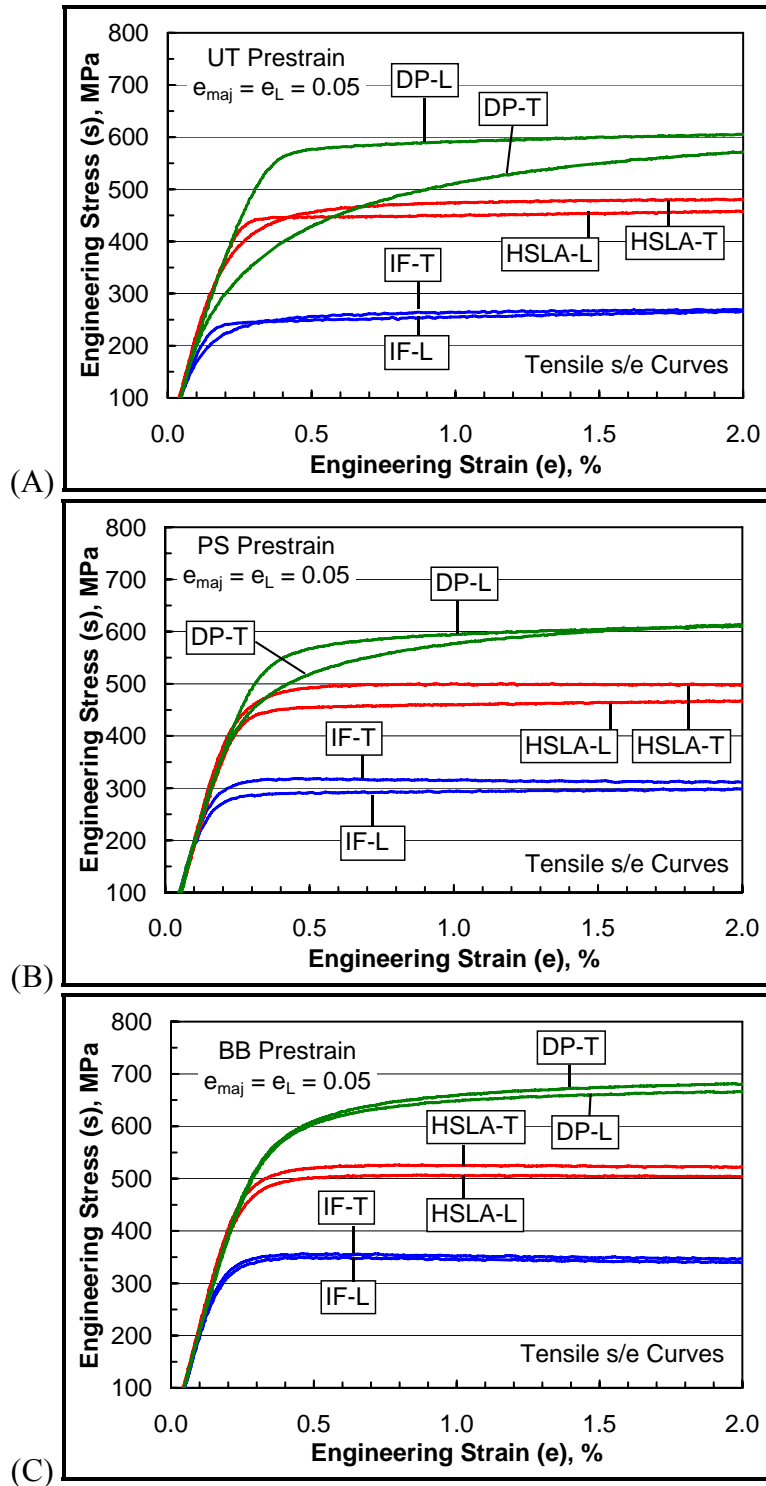 800
700
600
500
400
300
200
100
Engineering Stress (s), MPa
UT Prestrain
e_maj = e_L = 0.05
DP-L
DP-T
HSLA-T
HSLA-L
IF-T
IF-L
Tensile s/e Curves
0.0 0.5 1.0 1.5 2.0
Engineering Strain (e), %
(A)
800
700
600
500
400
300
200
100
Engineering Stress (s), MPa
PS Prestrain
e_maj = e_L = 0.05
DP-L
DP-T
HSLA-L
HSLA-T
IF-T
IF-L
Tensile s/e Curves
0.0 0.5 1.0 1.5 2.0
Engineering Strain (e), %
(B)
800
700
600
500
400
300
200
100
Engineering Stress (s), MPa
BB Prestrain
e_maj = e_L = 0.05
DP-T
DP-L
HSLA-T
HSLA-L
IF-T
IF-L
Tensile s/e Curves
0.0 0.5 1.0 1.5 2.0
Engineering Strain (e), %
(C)